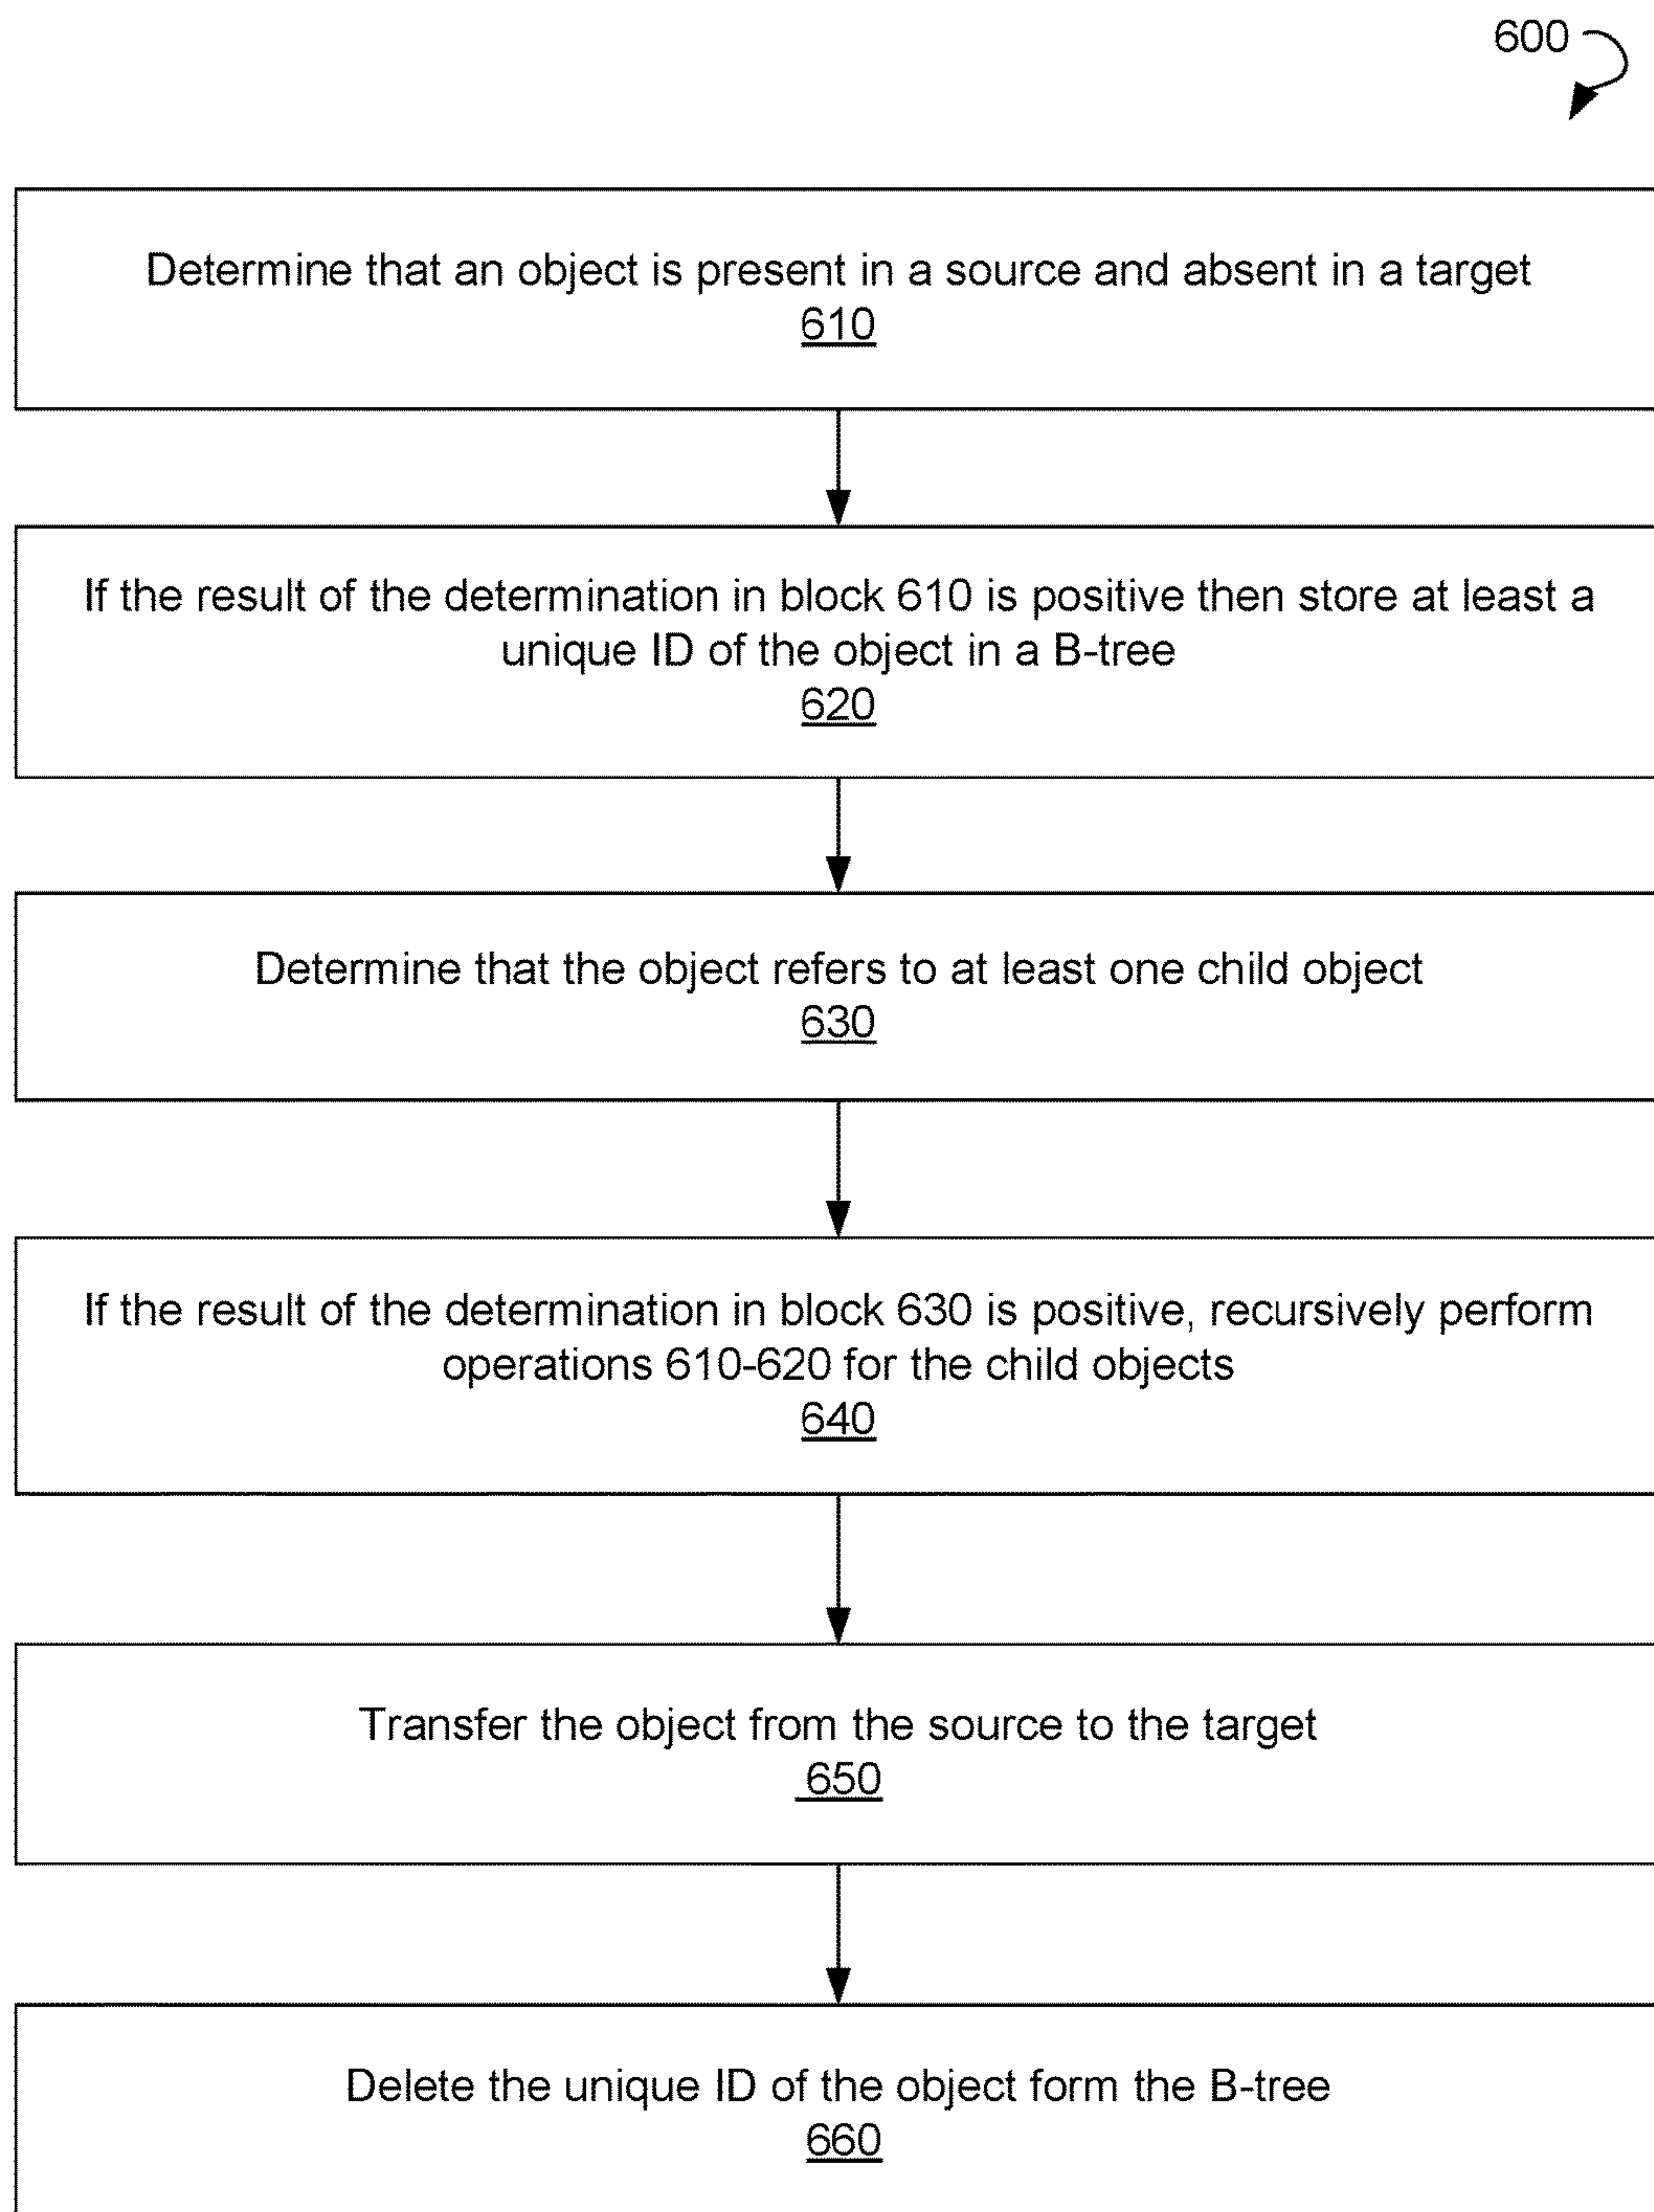 600
Determine that an object is present in a source and absent in a target
610
If the result of the determination in block 610 is positive then store at least a
unique ID of the object in a B-tree
620
Determine that the object refers to at least one child object
630
If the result of the determination in block 630 is positive, recursively perform
operations 610-620 for the child objects
640
Transfer the object from the source to the target
650
Delete the unique ID of the object form the B-tree
660